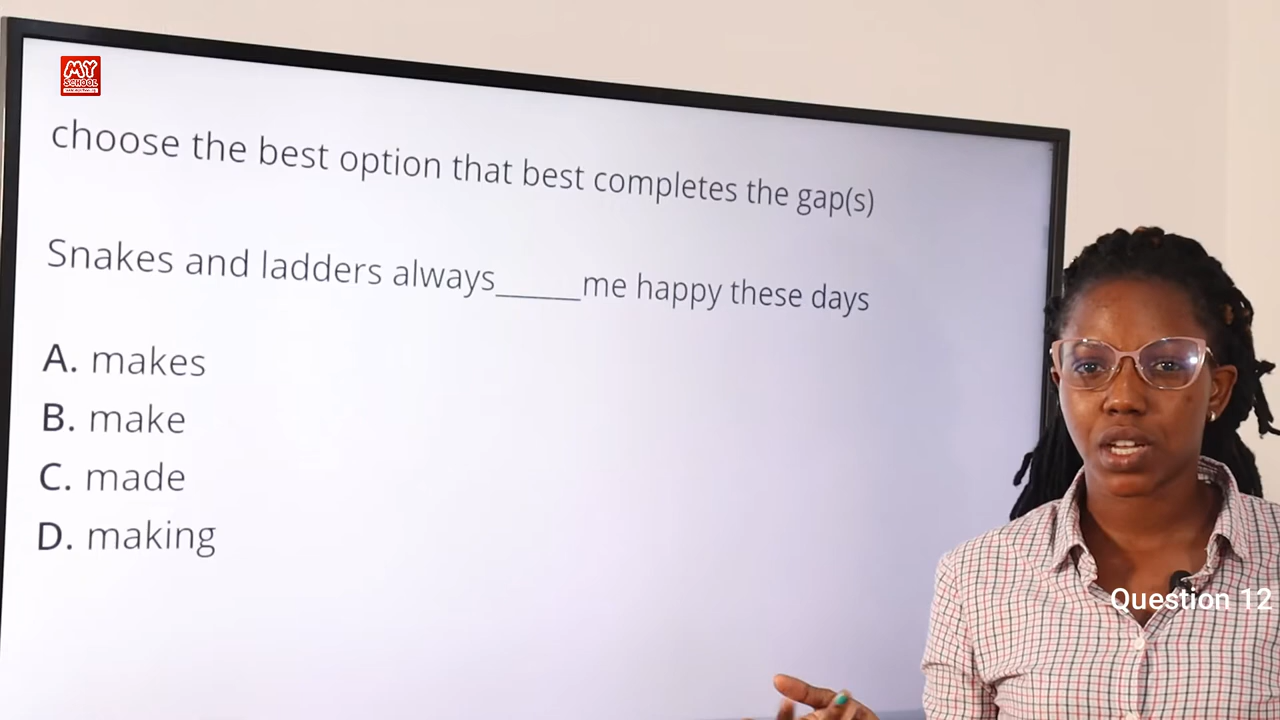 MY
SCHOOL
choose the best option that best completes the gap(s)
Snakes and ladders always______me happy these days
A. makes
B. make
C. made
D. making
Question 12